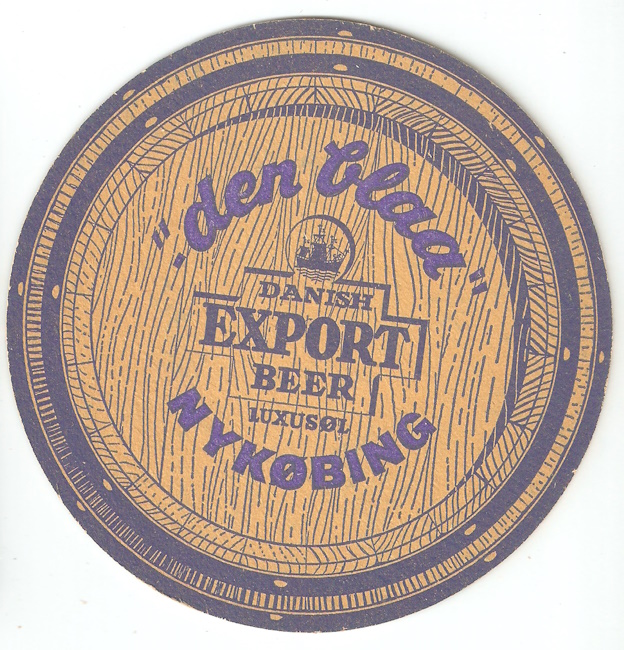 "den blaa"
DANISH
EXPORT
BEER
LUXUSØL
NYKØBING